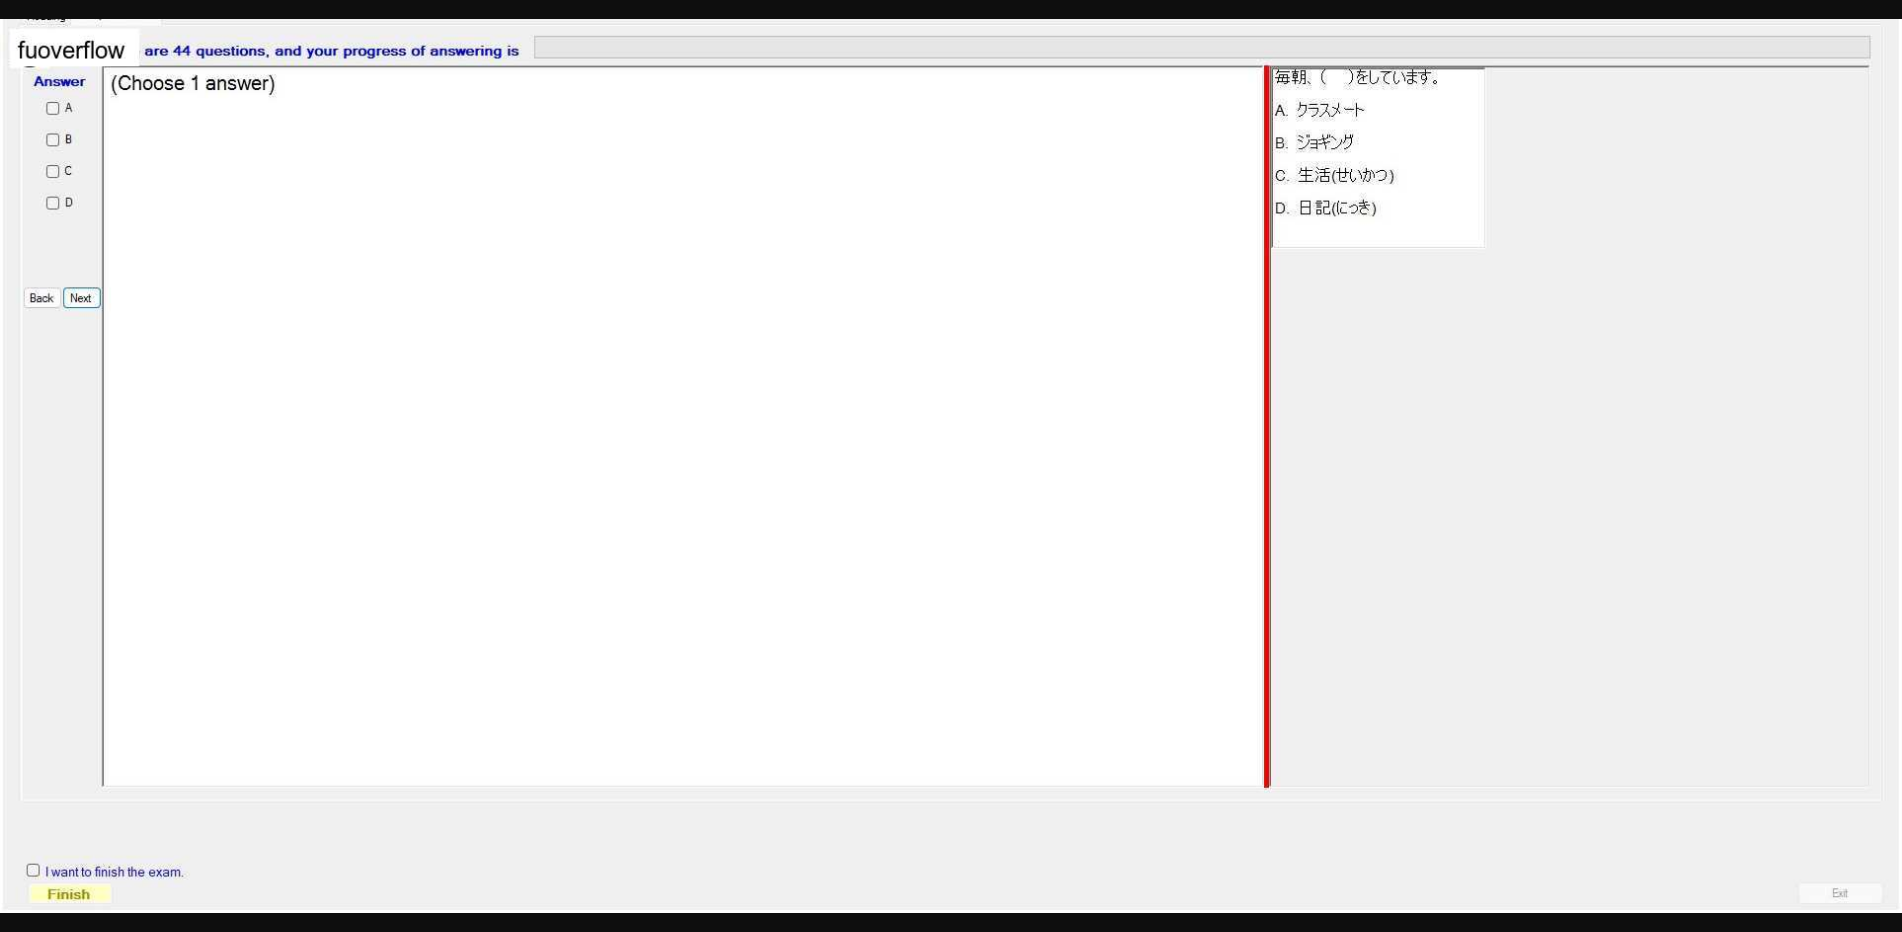 fuoverflow are 44 questions, and your progress of answering is
Answer
(Choose 1 answer)
A
B
C
D
Back Next
毎朝、（　）をしています。
A. クラスメート
B. ジョギング
C. 生活(せいかつ)
D. 日記(にっき)
I want to finish the exam.
Finish
Exit